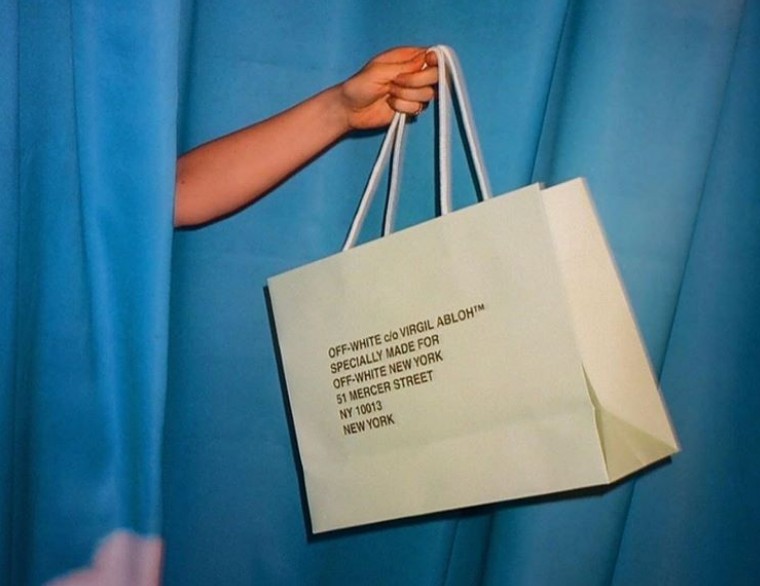 OFF-WHITE c/o VIRGIL ABLOH™
SPECIALLY MADE FOR
OFF-WHITE NEW YORK
51 MERCER STREET
NY 10013
NEW YORK